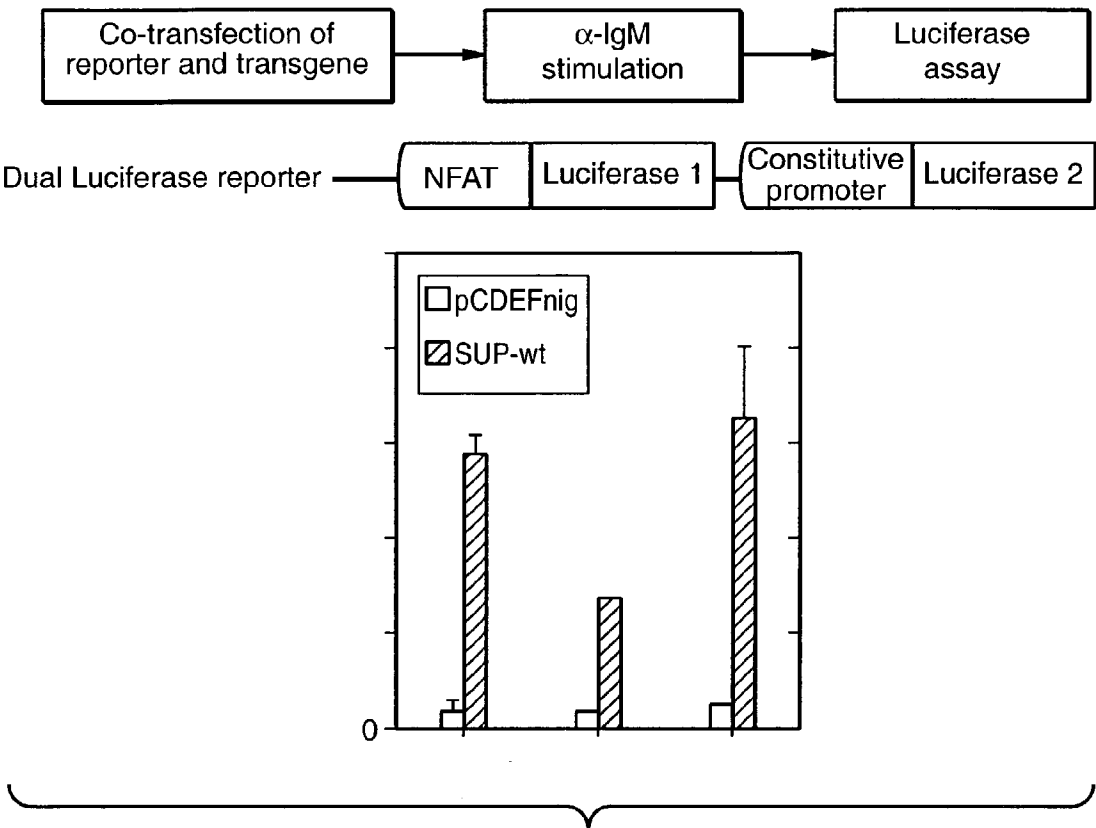 Co-transfection of
reporter and transgene
α-IgM
stimulation
Luciferase
assay
Dual Luciferase reporter
NFAT
Luciferase 1
Constitutive
promoter
Luciferase 2
pCDEFnig
SUP-wt
0